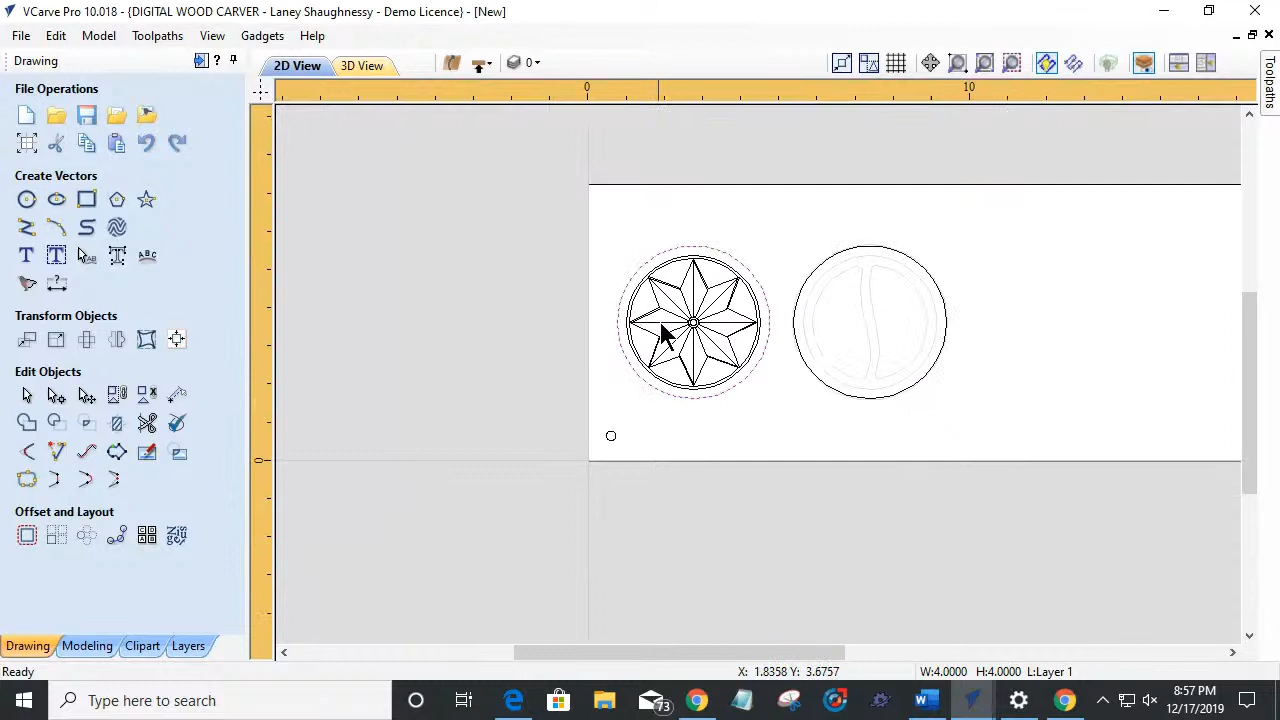 VCarve Pro 10.018 - {DIGITAL WOOD CARVER - Laney Shaughnessy - Demo Licence} - [New]
File Edit Model Toolpaths View Gadgets Help
Drawing
2D View 3D View
0
Toolpaths
File Operations
0 10
Create Vectors
Transform Objects
Edit Objects
0
Offset and Layout
Drawing Modeling Clipart Layers
Ready X: 1.8358 Y: 3.6757 W:4.0000 H:4.0000 L:Layer 1
Type here to search
73
8:57 PM
12/17/2019